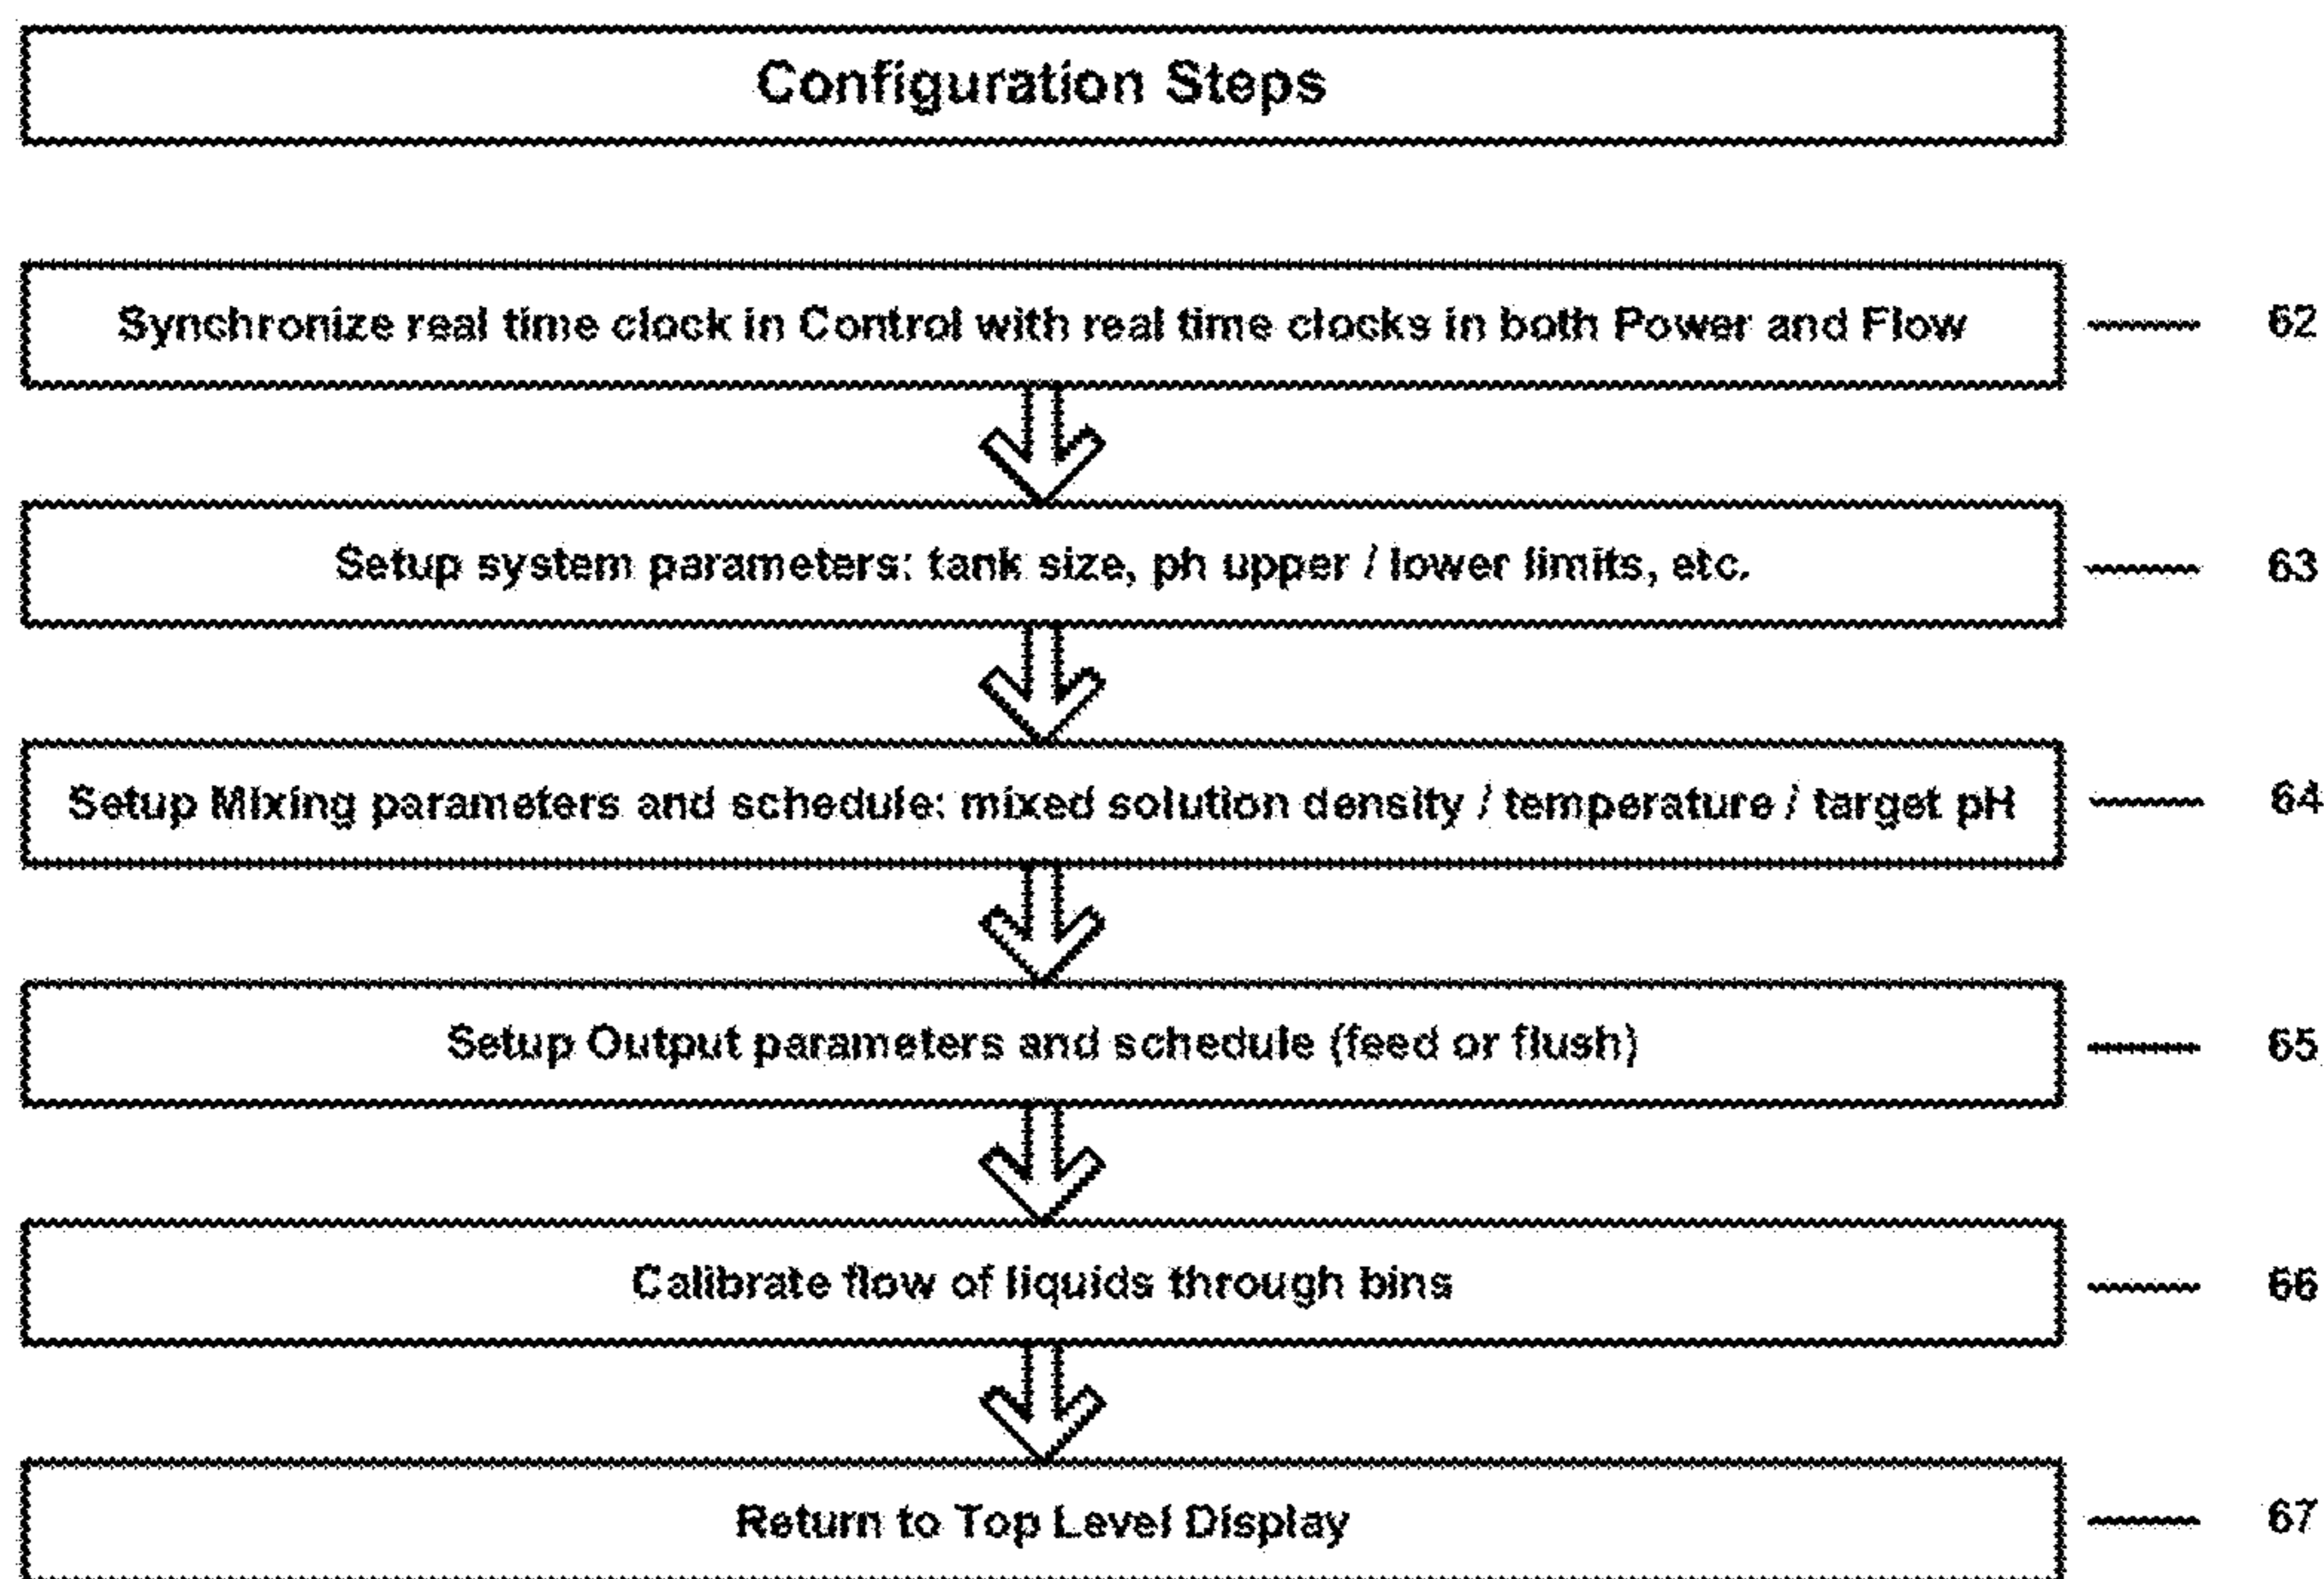 Configuration Steps
Synchronize real time clock in Control with real time clocks in both Power and Flow
62
Setup system parameters: tank size, ph upper / lower limits, etc.
63
Setup Mixing parameters and schedule: mixed solution density / temperature / target pH
64
Setup Output parameters and schedule (feed or flush)
65
Calibrate flow of liquids through bins
66
Return to Top Level Display
67